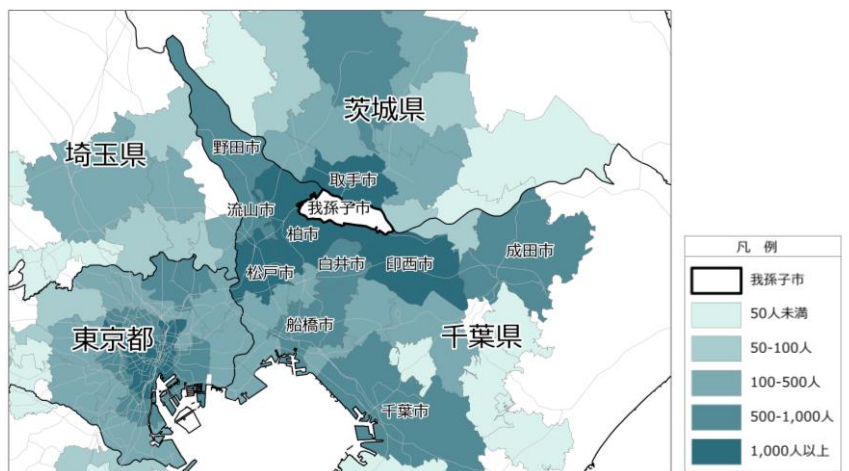 茨城県
埼玉県
野田市
取手市
流山市
我孫子市
柏市
松戸市
白井市
印西市
成田市
船橋市
東京都
千葉県
千葉市
凡 例
我孫子市
50人未満
50-100人
100-500人
500-1,000人
1,000人以上